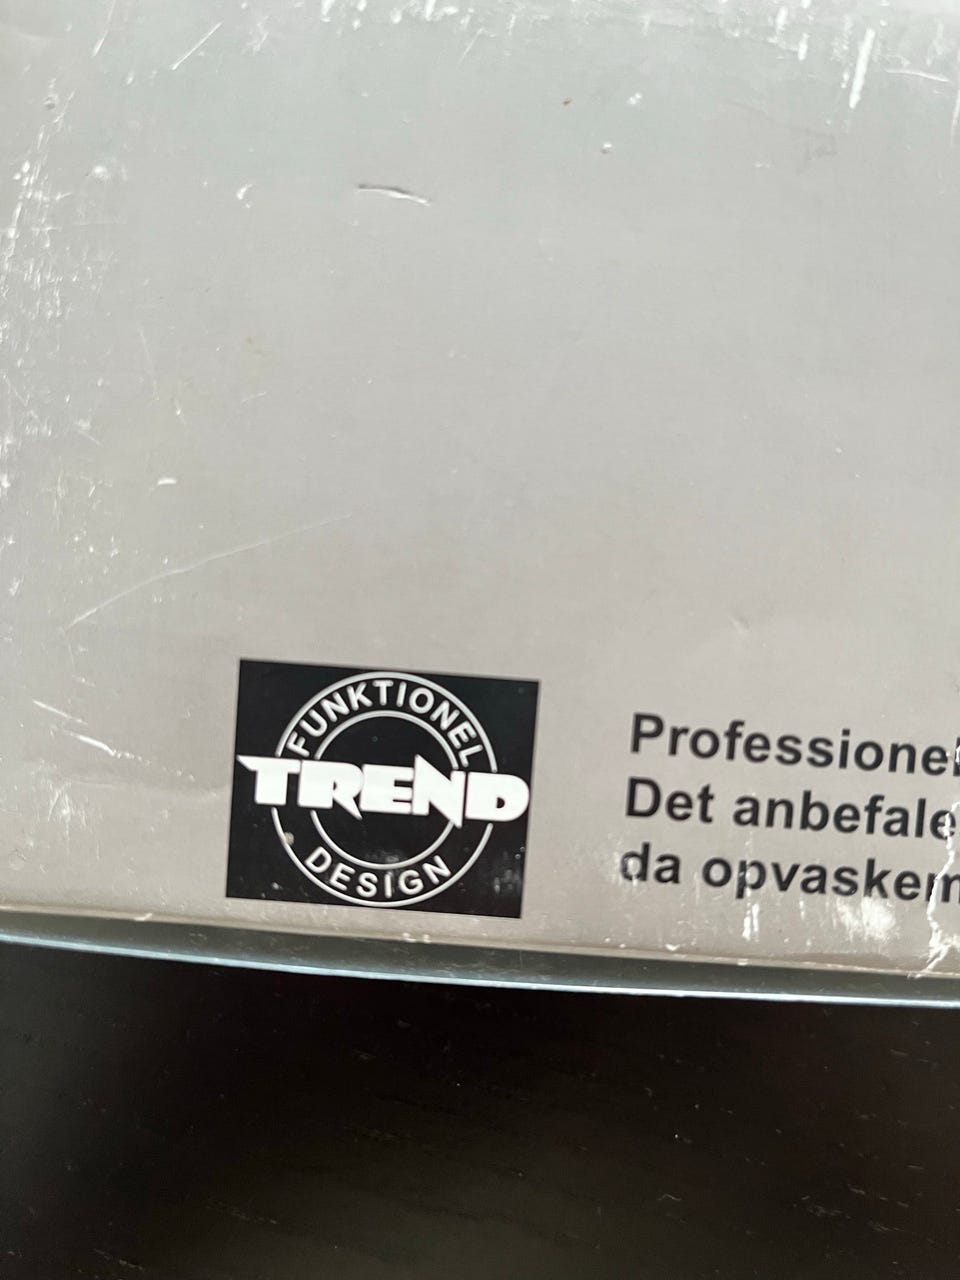 FUNKTIONEL
TREND
DESIGN
Professionel
Det anbefale
da opvaskem